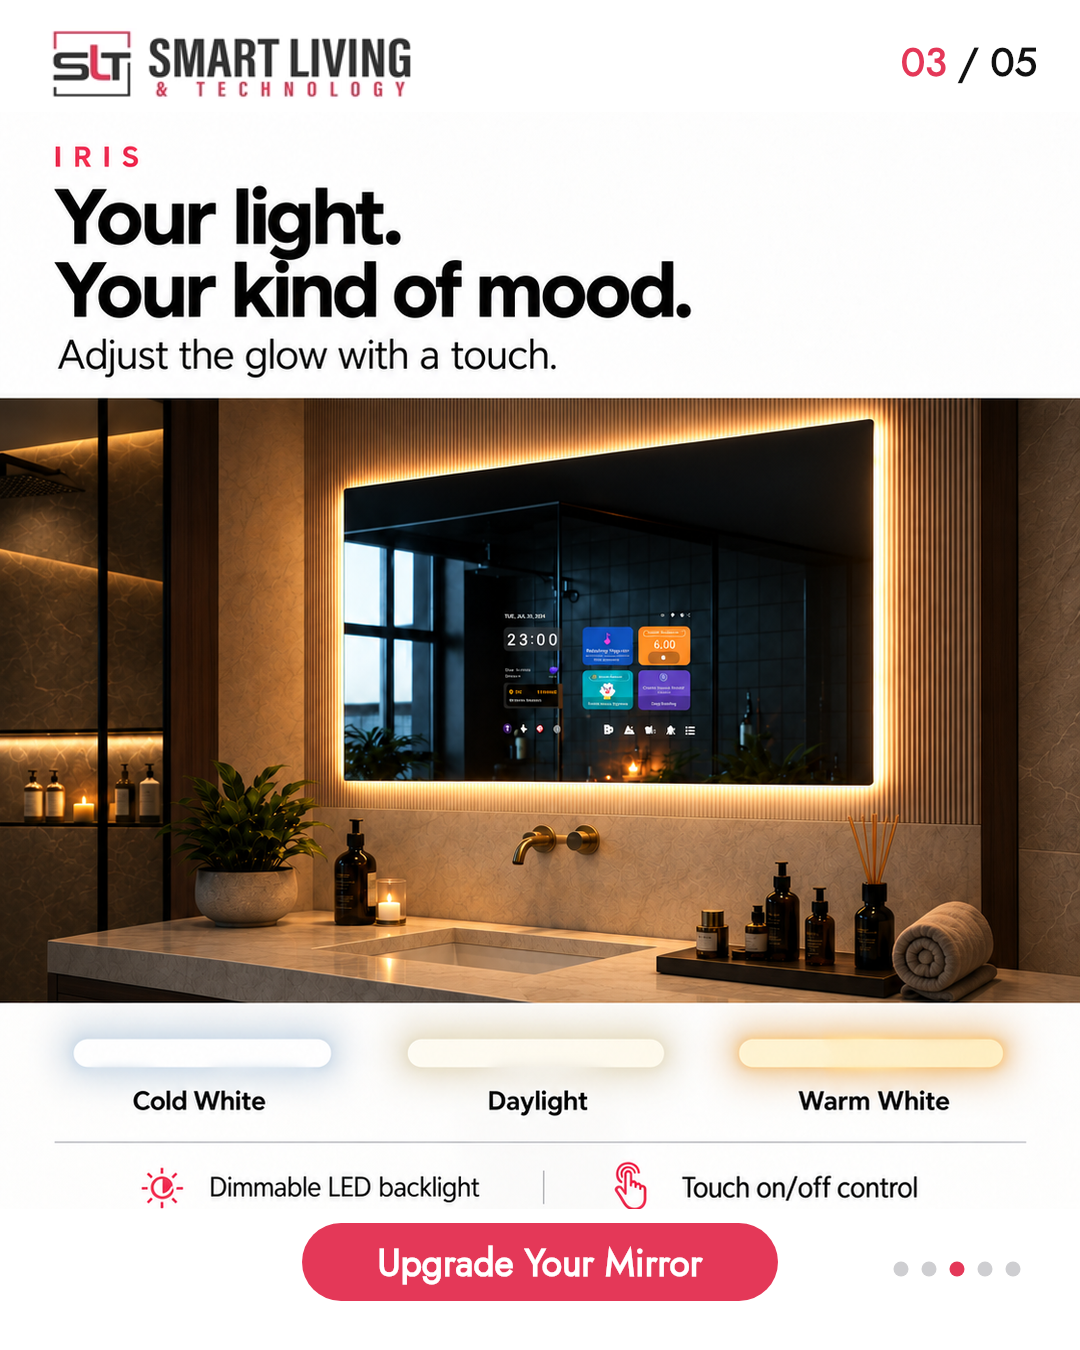 SLT SMART LIVING
& TECHNOLOGY
03 / 05
IRIS
Your light.
Your kind of mood.
Adjust the glow with a touch.
23:00
6.00
Cold White
Daylight
Warm White
Dimmable LED backlight
Touch on/off control
Upgrade Your Mirror